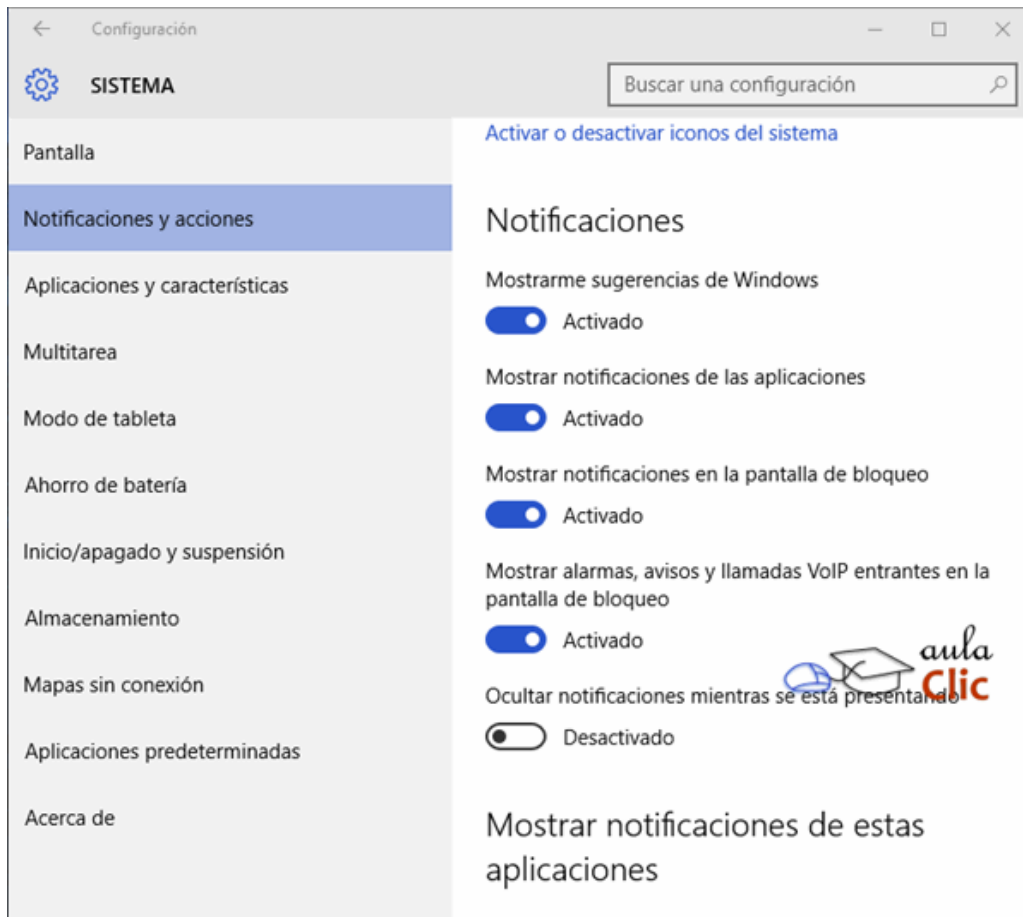 Configuración
SISTEMA
Buscar una configuración
Pantalla
Notificaciones y acciones
Aplicaciones y características
Multitarea
Modo de tableta
Ahorro de batería
Inicio/apagado y suspensión
Almacenamiento
Mapas sin conexión
Aplicaciones predeterminadas
Acerca de
Activar o desactivar iconos del sistema
Notificaciones
Mostrarme sugerencias de Windows
Activado
Mostrar notificaciones de las aplicaciones
Activado
Mostrar notificaciones en la pantalla de bloqueo
Activado
Mostrar alarmas, avisos y llamadas VoIP entrantes en la
pantalla de bloqueo
Activado
aula
Clic
Ocultar notificaciones mientras se está presentando
Desactivado
Mostrar notificaciones de estas
aplicaciones